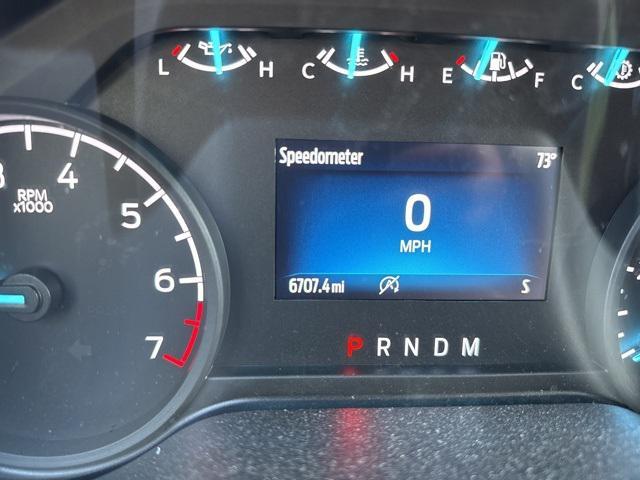 L H C H E F C
Speedometer 73°
4
RPM
x1000
5
0
MPH
6
6707.4 mi S
7
P R N D M